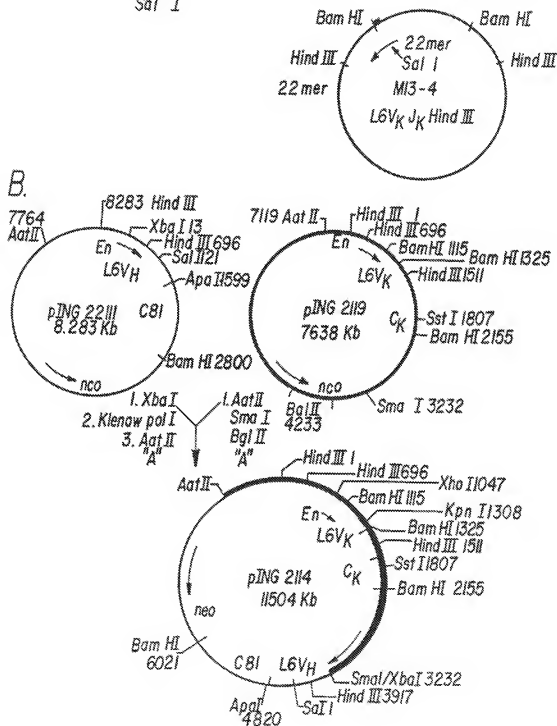 Sal I
Bam HI
Bam HI
22mer
Hind III
Sal I
Hind III
22 mer
M13-4
L6VK JK Hind III
B.
8283 Hind III
7764
Aat II
Xba I 13
Hind III 696
En
Sal I 1121
L6VH
Apa I 1599
pING 22111
8.283 Kb
C81
Bam HI 2800
nco
7119 Aat II
Hind III 1
Hind III 696
En
Bam HI 1115
Bam HI 1325
L6VK
Hind III 1511
pING 2119
7638 Kb
CK
Sst I 1807
Bam HI 2155
nco
Bgl II
4233
Sma I 3232
1. Xba I
2. Klenow pol I
3. Aat II
"A"
1. Aat II
Sma I
Bgl II
"A"
Hind III 1
Aat II
Hind III 696
Xho I 1047
Bam HI 1115
Kpn I 1308
En
Bam HI 1325
L6VK
Hind III 1511
Sst I 1807
CK
Bam HI 2155
pING 2114
11504 Kb
neo
Bam HI
6021
C81
L6VH
Sma I/Xba I 3232
Hind III 3917
Sal I
Apa I
4820